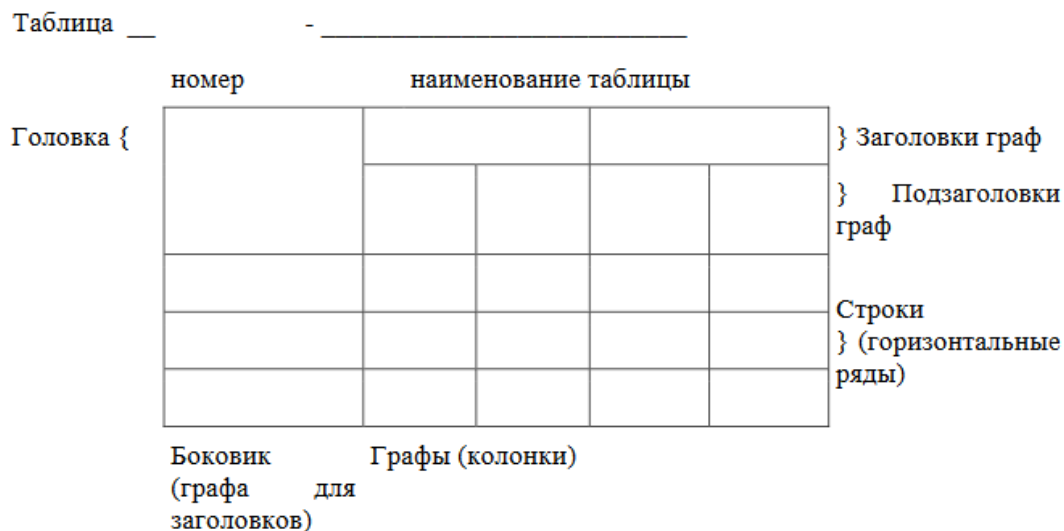 Таблица __ - __________________________
номер наименование таблицы
Головка {
} Заголовки граф
} Подзаголовки
граф
Строки
} (горизонтальные
ряды)
Боковик Графы (колонки)
(графа для
заголовков)